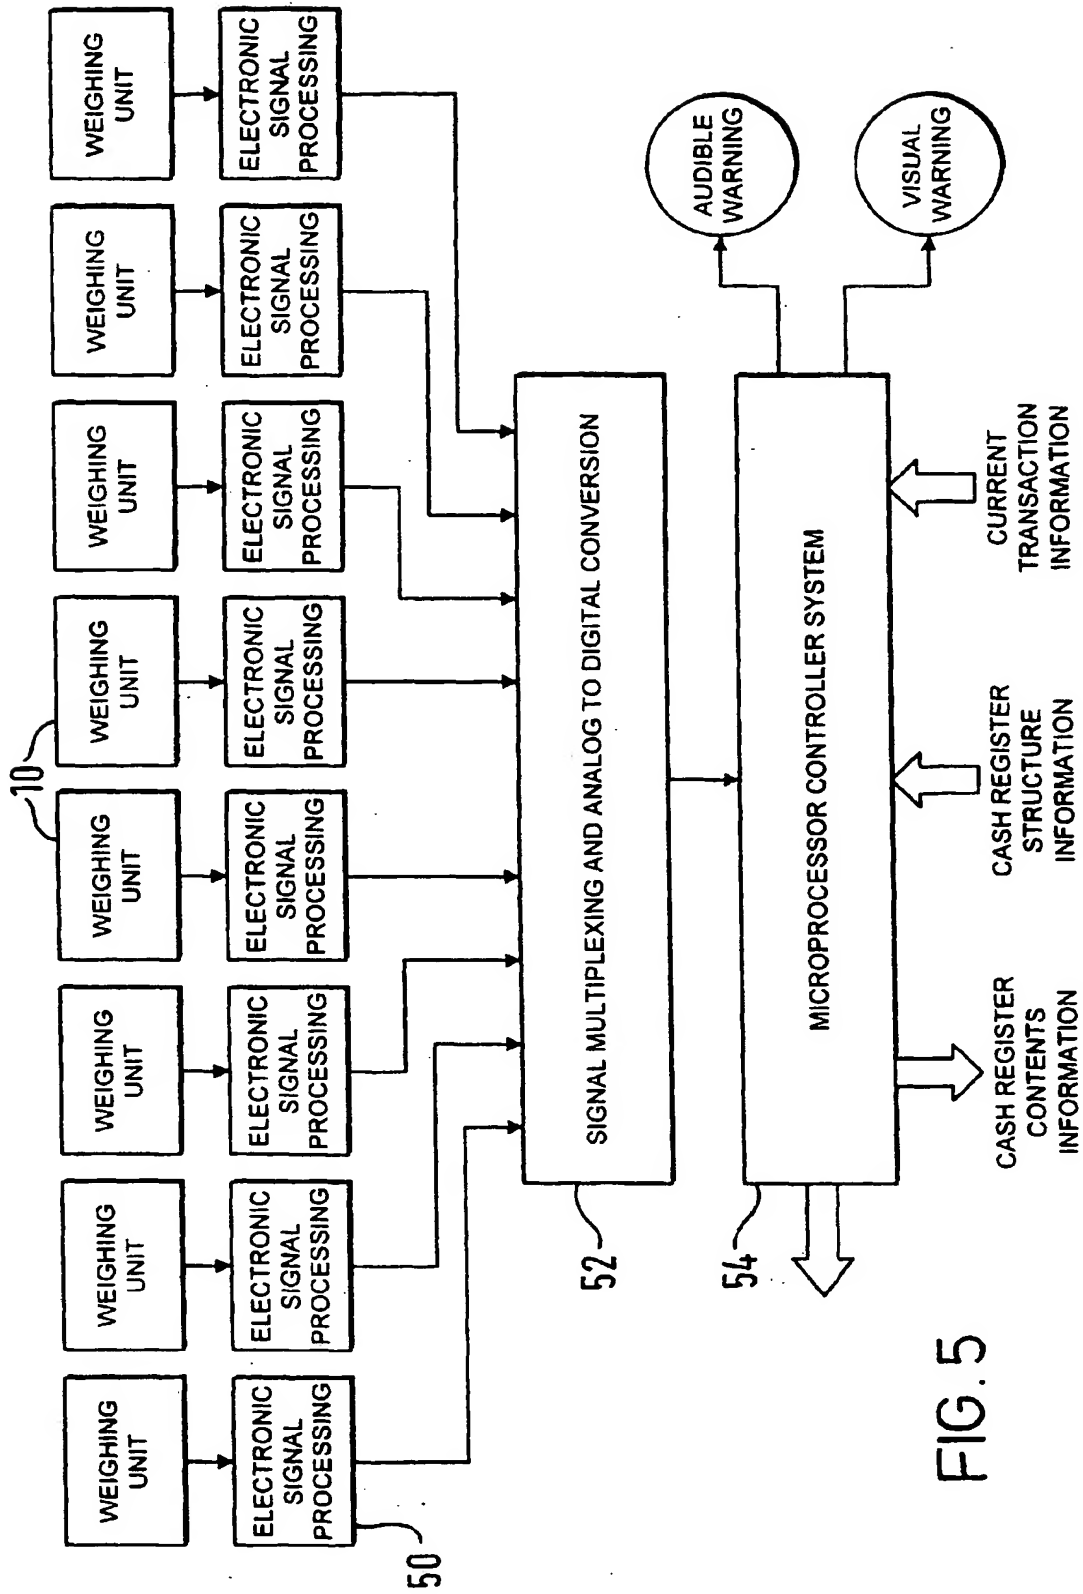 10
WEIGHING
UNIT
WEIGHING
UNIT
WEIGHING
UNIT
WEIGHING
UNIT
WEIGHING
UNIT
WEIGHING
UNIT
WEIGHING
UNIT
WEIGHING
UNIT
ELECTRONIC
SIGNAL
PROCESSING
ELECTRONIC
SIGNAL
PROCESSING
ELECTRONIC
SIGNAL
PROCESSING
ELECTRONIC
SIGNAL
PROCESSING
ELECTRONIC
SIGNAL
PROCESSING
ELECTRONIC
SIGNAL
PROCESSING
ELECTRONIC
SIGNAL
PROCESSING
ELECTRONIC
SIGNAL
PROCESSING
50
SIGNAL MULTIPLEXING AND ANALOG TO DIGITAL CONVERSION
52
MICROPROCESSOR CONTROLLER SYSTEM
54
AUDIBLE
WARNING
VISUAL
WARNING
CASH REGISTER
CONTENTS
INFORMATION
CASH REGISTER
STRUCTURE
INFORMATION
CURRENT
TRANSACTION
INFORMATION
FIG. 5